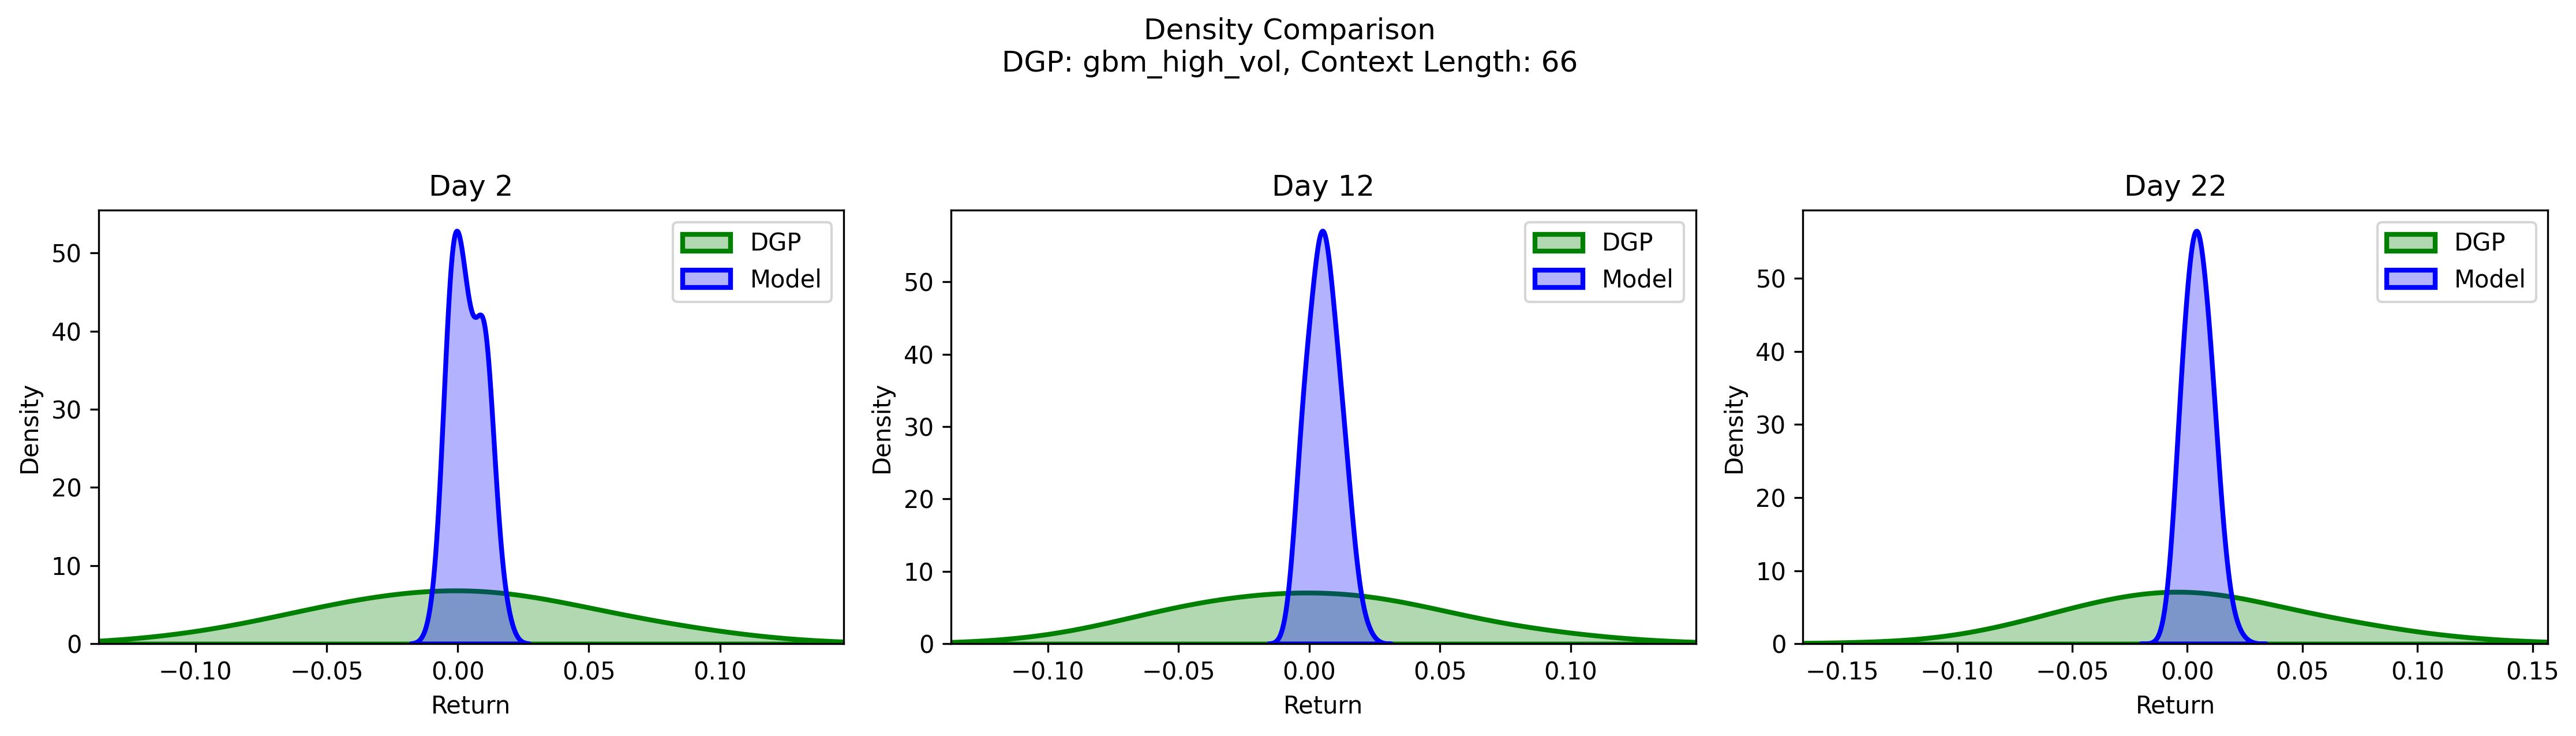 Density Comparison
DGP: gbm_high_vol, Context Length: 66
Day 2
DGP
Model
Density
50
40
30
20
10
0
−0.10
−0.05
0.00
0.05
0.10
Return
Day 12
DGP
Model
Density
50
40
30
20
10
0
−0.10
−0.05
0.00
0.05
0.10
Return
Day 22
DGP
Model
Density
50
40
30
20
10
0
−0.15
−0.10
−0.05
0.00
0.05
0.10
0.15
Return